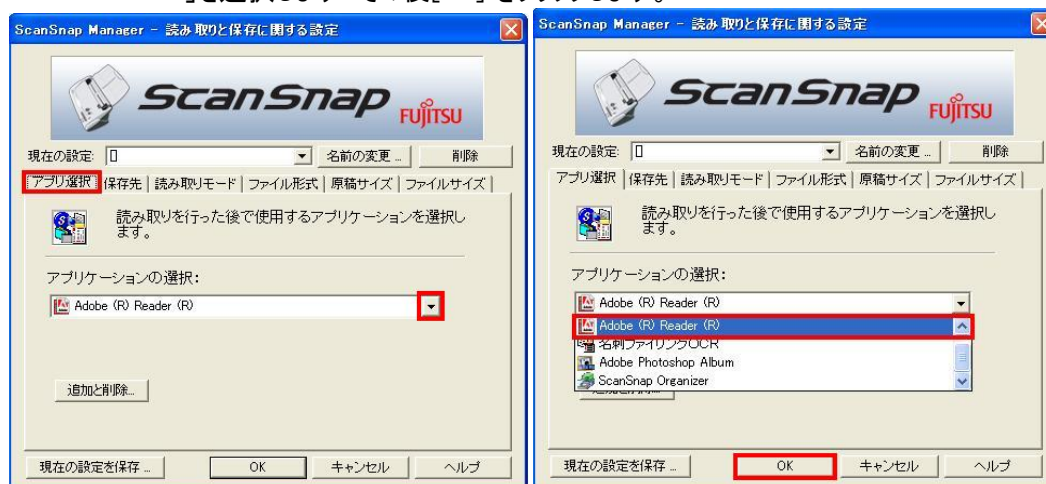 ScanSnap Manager - 読み取りと保存に関する設定
ScanSnap
FUJITSU
現在の設定:
名前の変更...
削除
アプリ選択
保存先
読み取りモード
ファイル形式
原稿サイズ
ファイルサイズ
読み取りを行った後で使用するアプリケーションを選択し
ます。
アプリケーションの選択:
Adobe (R) Reader (R)
追加と削除...
現在の設定を保存...
OK
キャンセル
ヘルプ
ScanSnap Manager - 読み取りと保存に関する設定
ScanSnap
FUJITSU
現在の設定:
名前の変更...
削除
アプリ選択
保存先
読み取りモード
ファイル形式
原稿サイズ
ファイルサイズ
読み取りを行った後で使用するアプリケーションを選択し
ます。
アプリケーションの選択:
Adobe (R) Reader (R)
Adobe (R) Reader (R)
名刺ファイリングOCR
Adobe Photoshop Album
ScanSnap Organizer
現在の設定を保存...
OK
キャンセル
ヘルプ